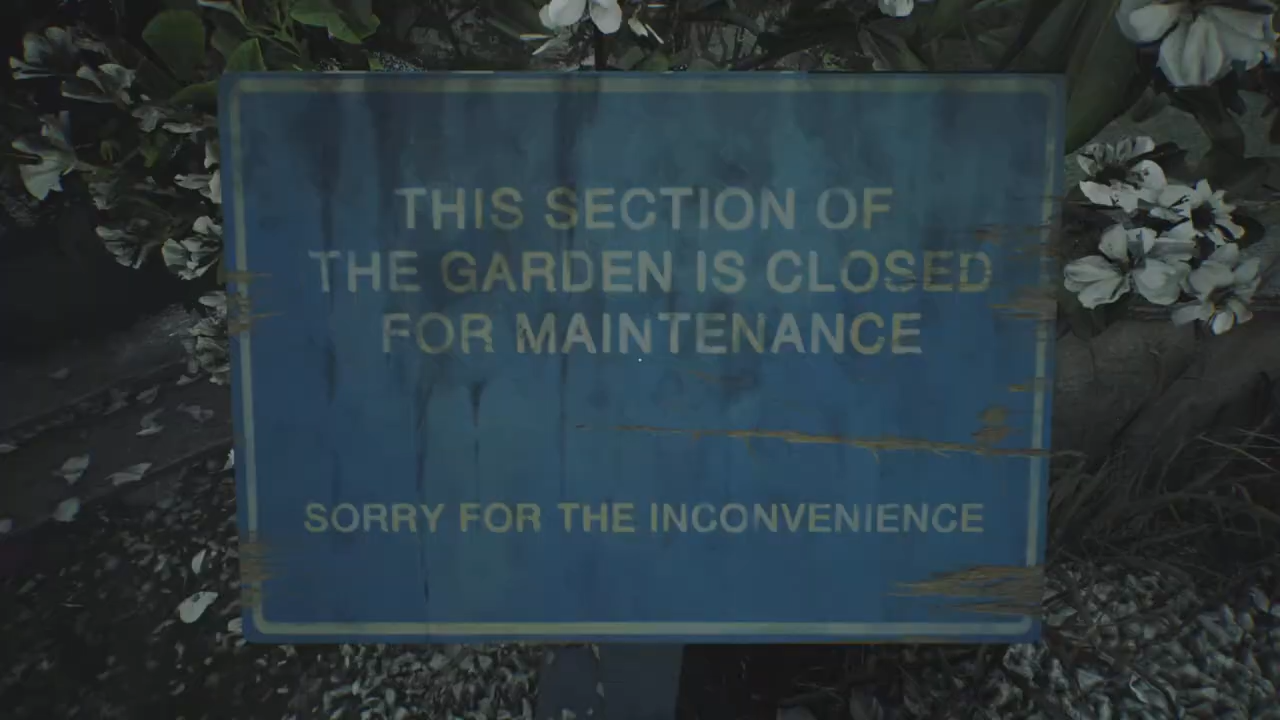 THIS SECTION OF
THE GARDEN IS CLOSED
FOR MAINTENANCE
SORRY FOR THE INCONVENIENCE